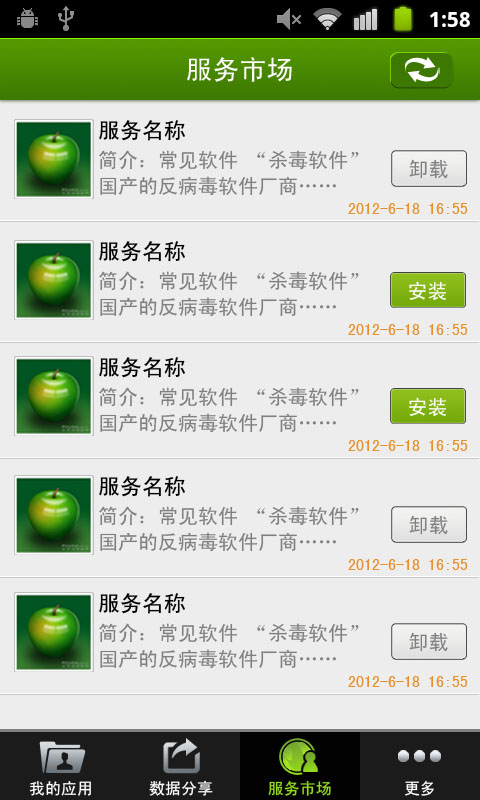 1:58
服务市场
服务名称
简介：常见软件 “杀毒软件”
国产的反病毒软件厂商……
卸载
2012-6-18 16:55
服务名称
简介：常见软件 “杀毒软件”
国产的反病毒软件厂商……
安装
2012-6-18 16:55
服务名称
简介：常见软件 “杀毒软件”
国产的反病毒软件厂商……
安装
2012-6-18 16:55
服务名称
简介：常见软件 “杀毒软件”
国产的反病毒软件厂商……
卸载
2012-6-18 16:55
服务名称
简介：常见软件 “杀毒软件”
国产的反病毒软件厂商……
卸载
2012-6-18 16:55
我的应用 数据分享 服务市场 更多